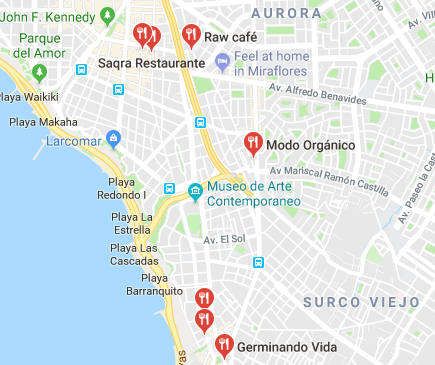 AURORA
John F. Kennedy
Raw café
Parque
del Amor
Saqra Restaurante
Feel at home
in Miraflores
Av. Alfredo Benavides
Playa Waikiki
Playa Makaha
Larcomar
Modo Orgánico
Av Mariscal Ramón Castilla
Playa
Redondo I
Museo de Arte
Contemporaneo
Av. Paseo la Cast
Playa La
Estrella
Av. El Sol
Playa Las
Cascadas
Playa
Barranquito
SURCO VIEJO
Germinando Vida
yas
H